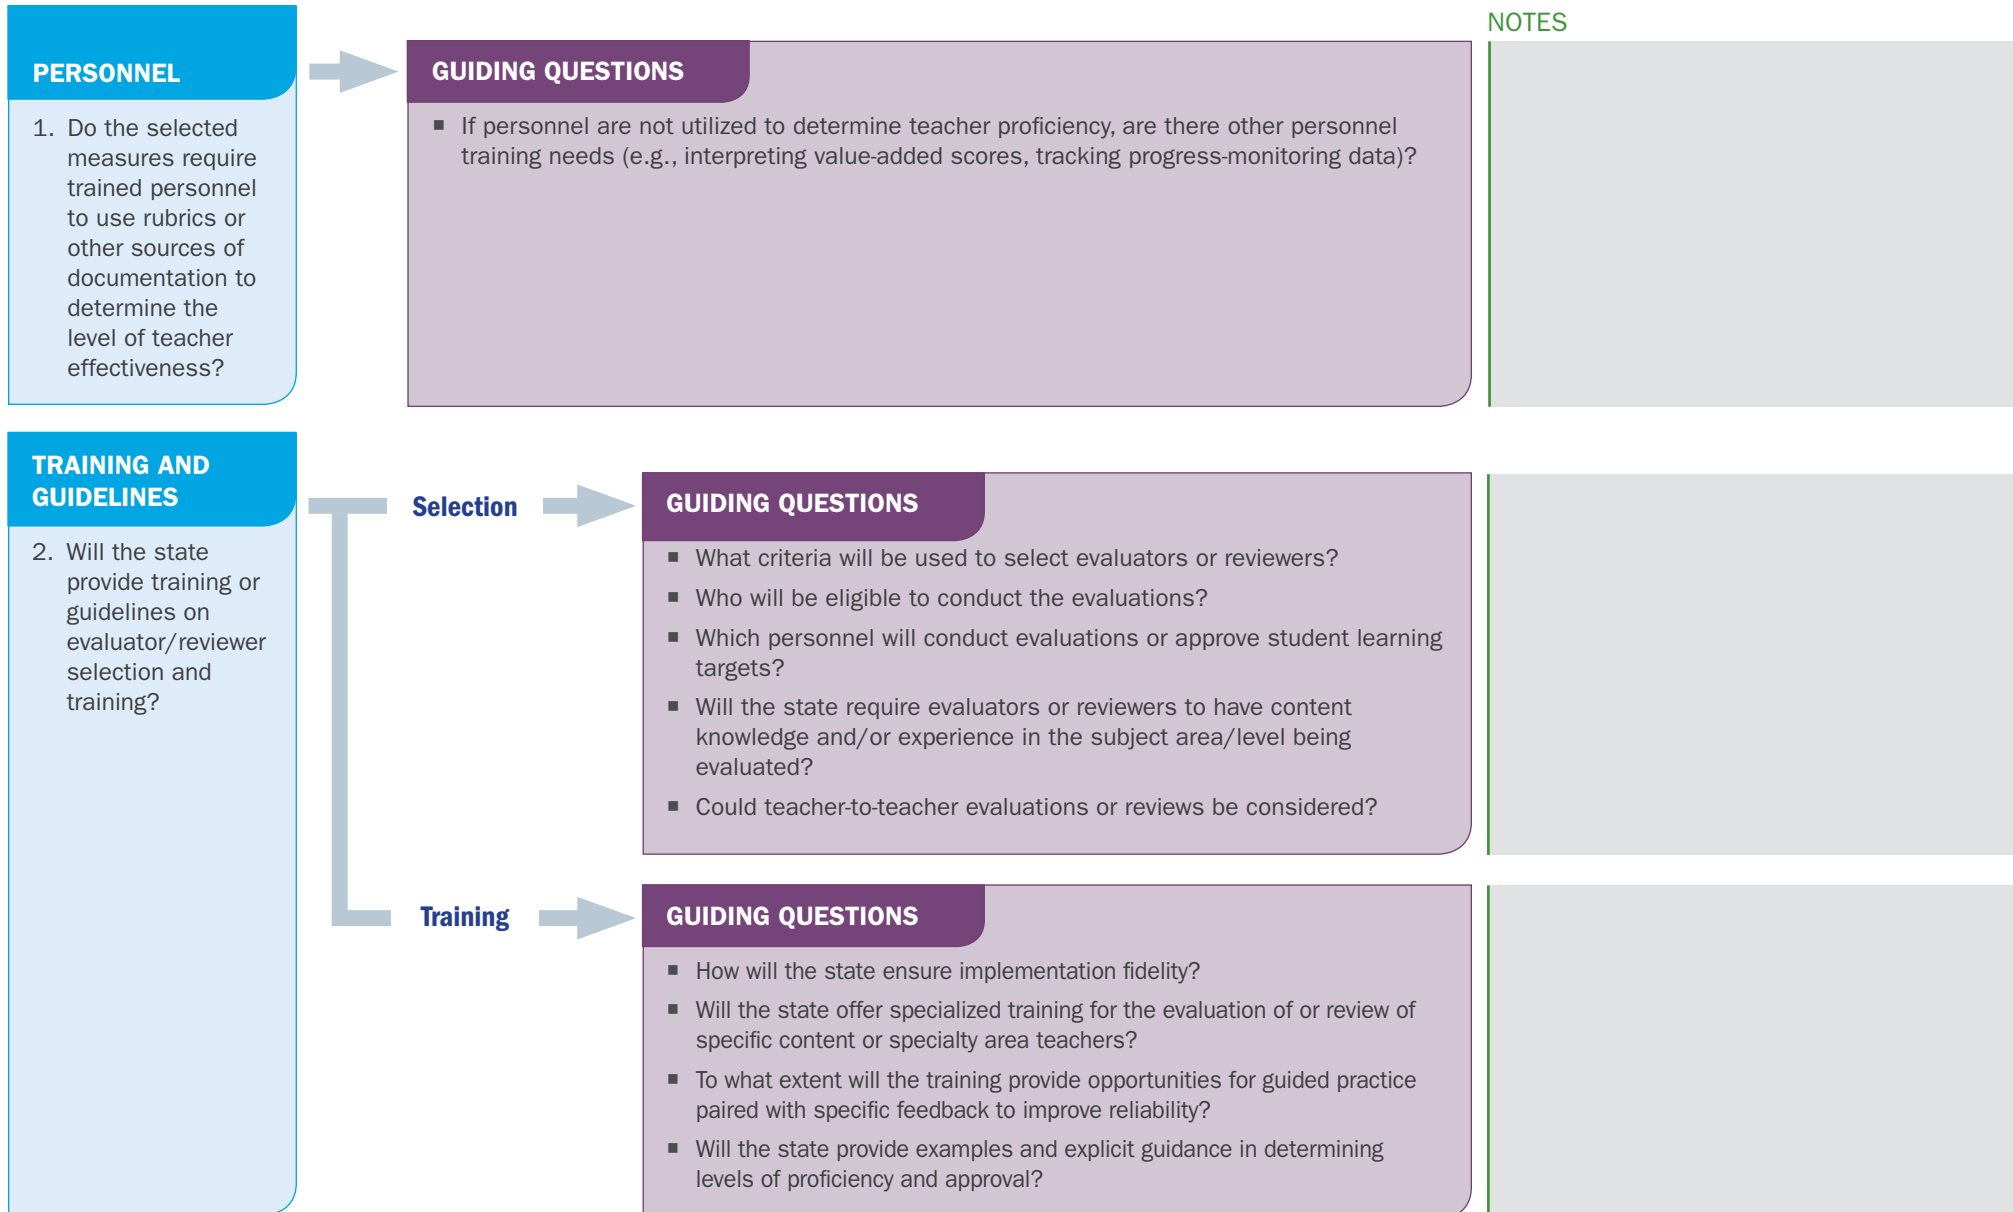 NOTES
PERSONNEL
1. Do the selected
measures require
trained personnel
to use rubrics or
other sources of
documentation to
determine the
level of teacher
effectiveness?
GUIDING QUESTIONS
■ If personnel are not utilized to determine teacher proficiency, are there other personnel
training needs (e.g., interpreting value-added scores, tracking progress-monitoring data)?
TRAINING AND
GUIDELINES
2. Will the state
provide training or
guidelines on
evaluator/reviewer
selection and
training?
Selection
GUIDING QUESTIONS
■ What criteria will be used to select evaluators or reviewers?
■ Who will be eligible to conduct the evaluations?
■ Which personnel will conduct evaluations or approve student learning
targets?
■ Will the state require evaluators or reviewers to have content
knowledge and/or experience in the subject area/level being
evaluated?
■ Could teacher-to-teacher evaluations or reviews be considered?
Training
GUIDING QUESTIONS
■ How will the state ensure implementation fidelity?
■ Will the state offer specialized training for the evaluation of or review of
specific content or specialty area teachers?
■ To what extent will the training provide opportunities for guided practice
paired with specific feedback to improve reliability?
■ Will the state provide examples and explicit guidance in determining
levels of proficiency and approval?